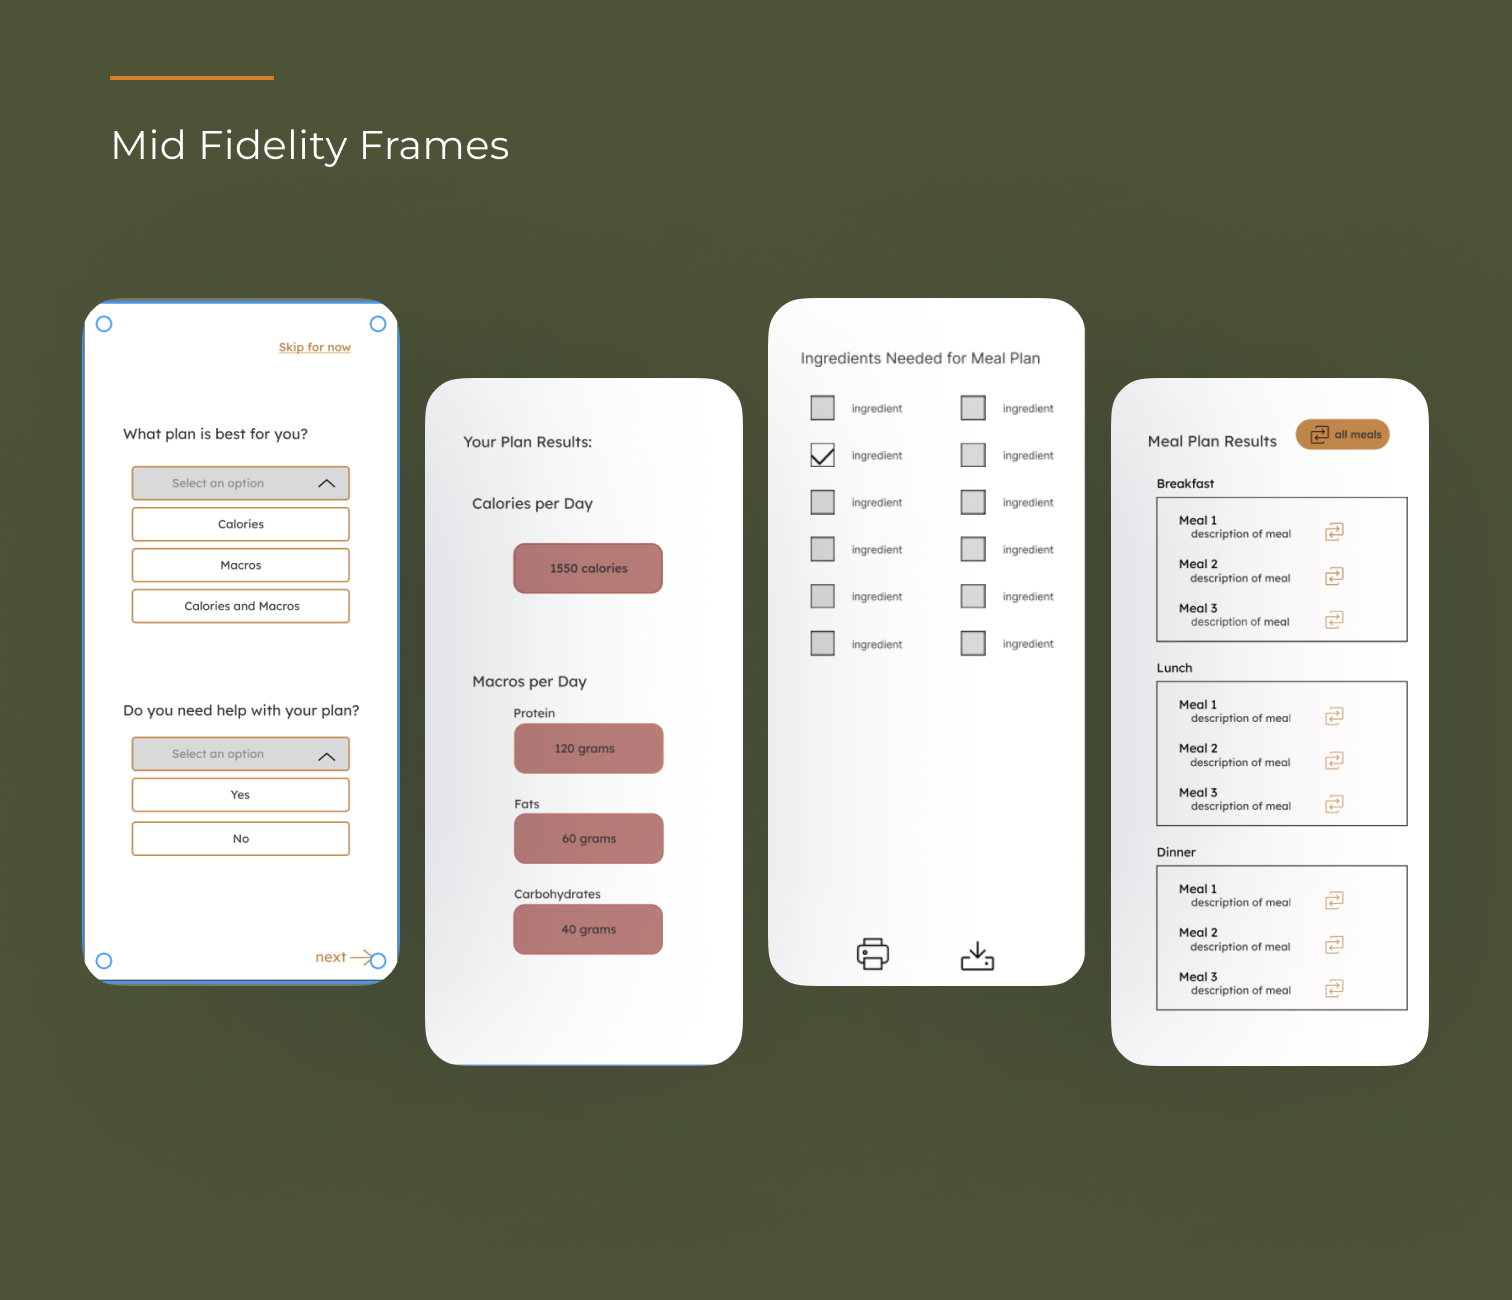 Mid Fidelity Frames
Skip for now
What plan is best for you?
Select an option
Calories
Macros
Calories and Macros
Do you need help with your plan?
Select an option
Yes
No
next
Your Plan Results:
Calories per Day
1550 calories
Macros per Day
Protein
120 grams
Fats
60 grams
Carbohydrates
40 grams
Ingredients Needed for Meal Plan
ingredient ingredient
ingredient ingredient
ingredient ingredient
ingredient ingredient
ingredient ingredient
ingredient ingredient
Meal Plan Results
all meals
Breakfast
Meal 1
description of meal
Meal 2
description of meal
Meal 3
description of meal
Lunch
Meal 1
description of meal
Meal 2
description of meal
Meal 3
description of meal
Dinner
Meal 1
description of meal
Meal 2
description of meal
Meal 3
description of meal